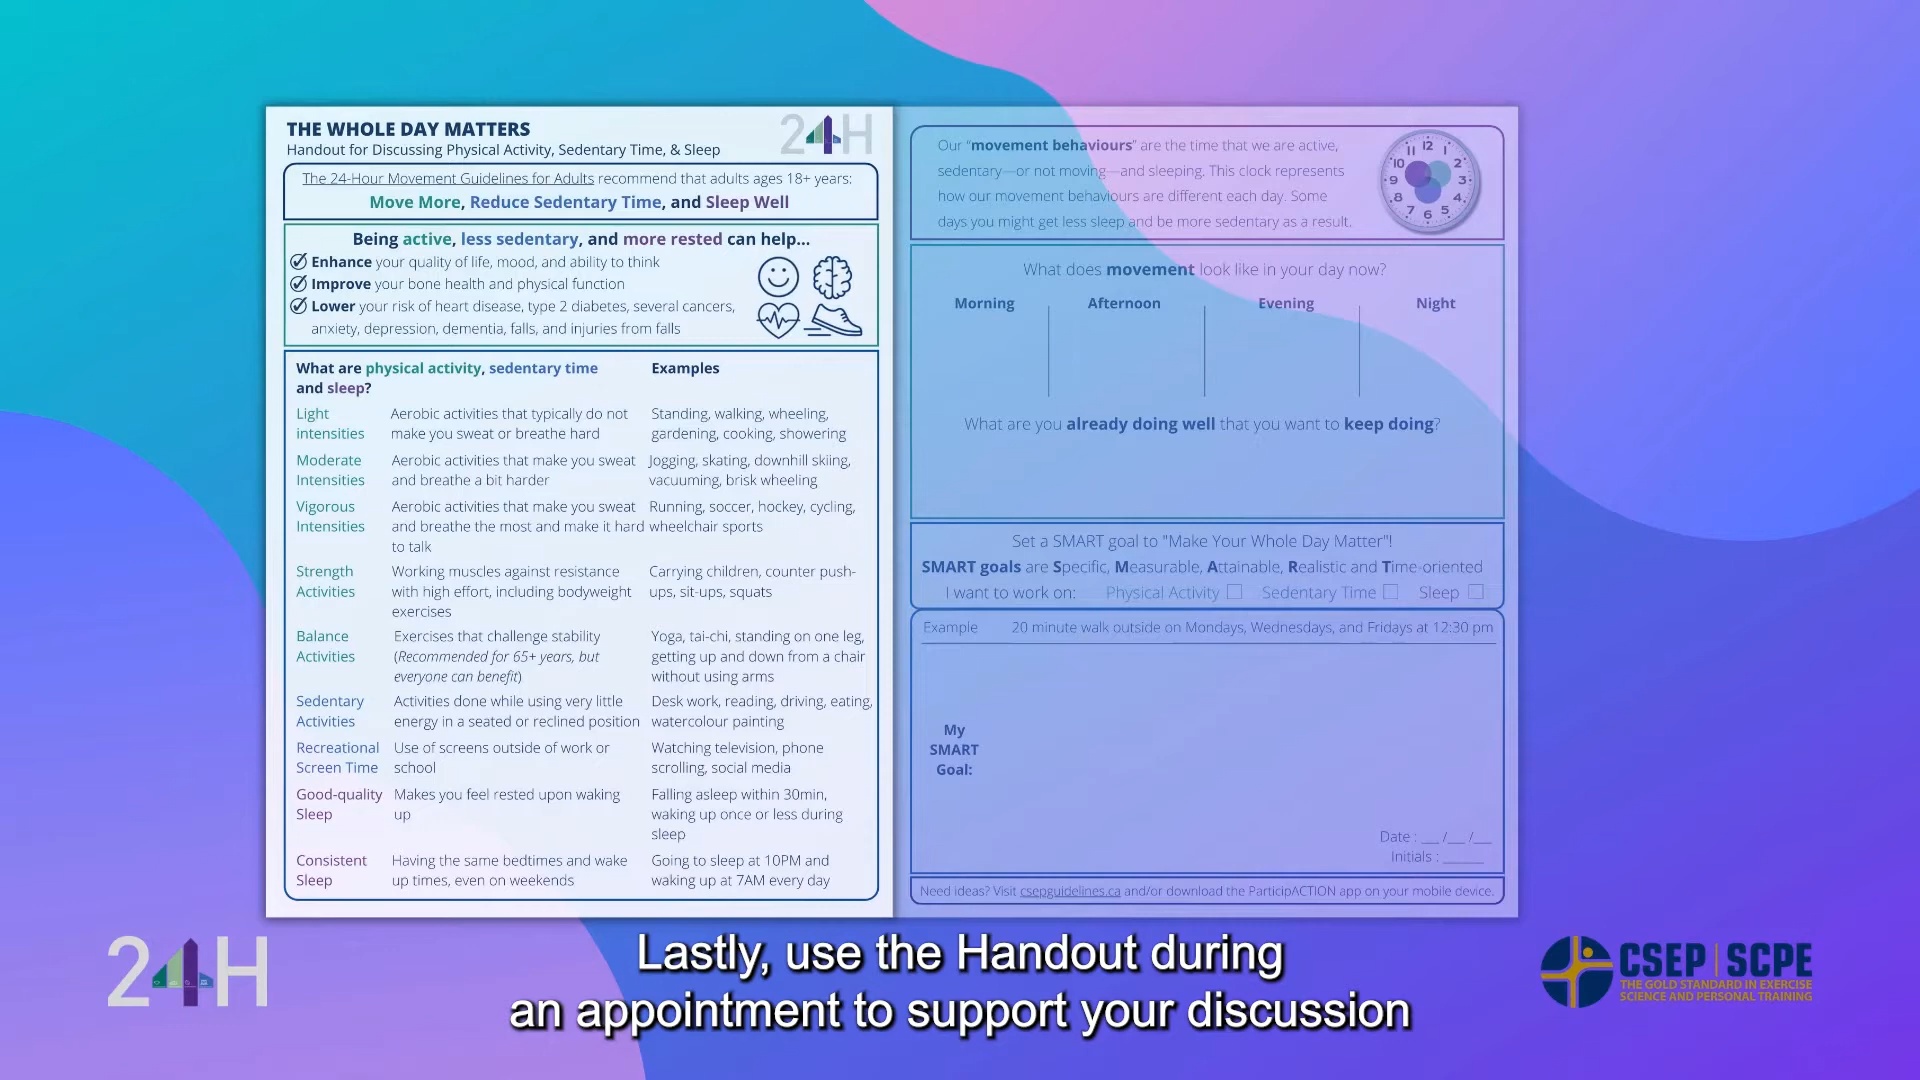 THE WHOLE DAY MATTERS
Handout for Discussing Physical Activity, Sedentary Time, & Sleep
24H
The 24-Hour Movement Guidelines for Adults recommend that adults ages 18+ years:
Move More, Reduce Sedentary Time, and Sleep Well
Being active, less sedentary, and more rested can help...
Enhance your quality of life, mood, and ability to think
Improve your bone health and physical function
Lower your risk of heart disease, type 2 diabetes, several cancers,
anxiety, depression, dementia, falls, and injuries from falls
What are physical activity, sedentary time
and sleep?
Examples
Light
intensities
Aerobic activities that typically do not
make you sweat or breathe hard
Standing, walking, wheeling,
gardening, cooking, showering
Moderate
Intensities
Aerobic activities that make you sweat
and breathe a bit harder
Jogging, skating, downhill skiing,
vacuuming, brisk wheeling
Vigorous
Intensities
Aerobic activities that make you sweat
and breathe the most and make it hard
to talk
Running, soccer, hockey, cycling,
wheelchair sports
Strength
Activities
Working muscles against resistance
with high effort, including bodyweight
exercises
Carrying children, counter push-
ups, sit-ups, squats
Balance
Activities
Exercises that challenge stability
(Recommended for 65+ years, but
everyone can benefit)
Yoga, tai-chi, standing on one leg,
getting up and down from a chair
without using arms
Sedentary
Activities
Activities done while using very little
energy in a seated or reclined position
Desk work, reading, driving, eating,
watercolour painting
Recreational
Screen Time
Use of screens outside of work or
school
Watching television, phone
scrolling, social media
Good-quality
Sleep
Makes you feel rested upon waking
up
Falling asleep within 30min,
waking up once or less during
sleep
Consistent
Sleep
Having the same bedtimes and wake
up times, even on weekends
Going to sleep at 10PM and
waking up at 7AM every day
Our "movement behaviours" are the time that we are active,
sedentary—or not moving—and sleeping. This clock represents
how our movement behaviours are different each day. Some
days you might get less sleep and be more sedentary as a result.
12 1 2 3 4 5 6 7 8 9 10 11
What does movement look like in your day now?
Morning Afternoon Evening Night
What are you already doing well that you want to keep doing?
Set a SMART goal to "Make Your Whole Day Matter"!
SMART goals are Specific, Measurable, Attainable, Realistic and Time-oriented
I want to work on: Physical Activity ☐ Sedentary Time ☐ Sleep ☐
Example 20 minute walk outside on Mondays, Wednesdays, and Fridays at 12:30 pm
My
SMART
Goal:
Date : __ /__ /__
Initials : _____
Need ideas? Visit csepguidelines.ca and/or download the ParticipACTION app on your mobile device.
24H
Lastly, use the Handout during
an appointment to support your discussion
CSEP | SCPE
THE GOLD STANDARD IN EXERCISE
SCIENCE AND PERSONAL TRAINING